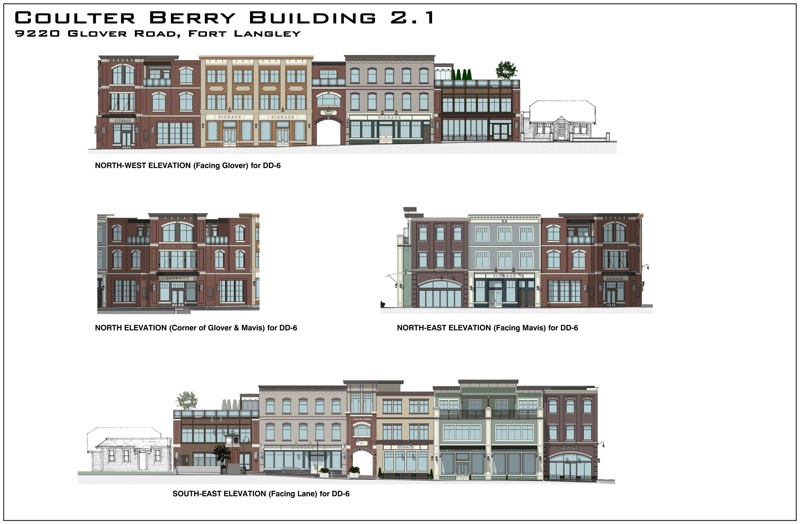 Coulter Berry Building 2.1
9220 Glover Road, Fort Langley
SIGNAGE
SIGNAGE
SIGNAGE
SIGNAGE
NORTH-WEST ELEVATION (Facing Glover) for DD-6
SIGNAGE
NORTH ELEVATION (Corner of Glover & Mavis) for DD-6
NORTH-EAST ELEVATION (Facing Mavis) for DD-6
SOUTH-EAST ELEVATION (Facing Lane) for DD-6